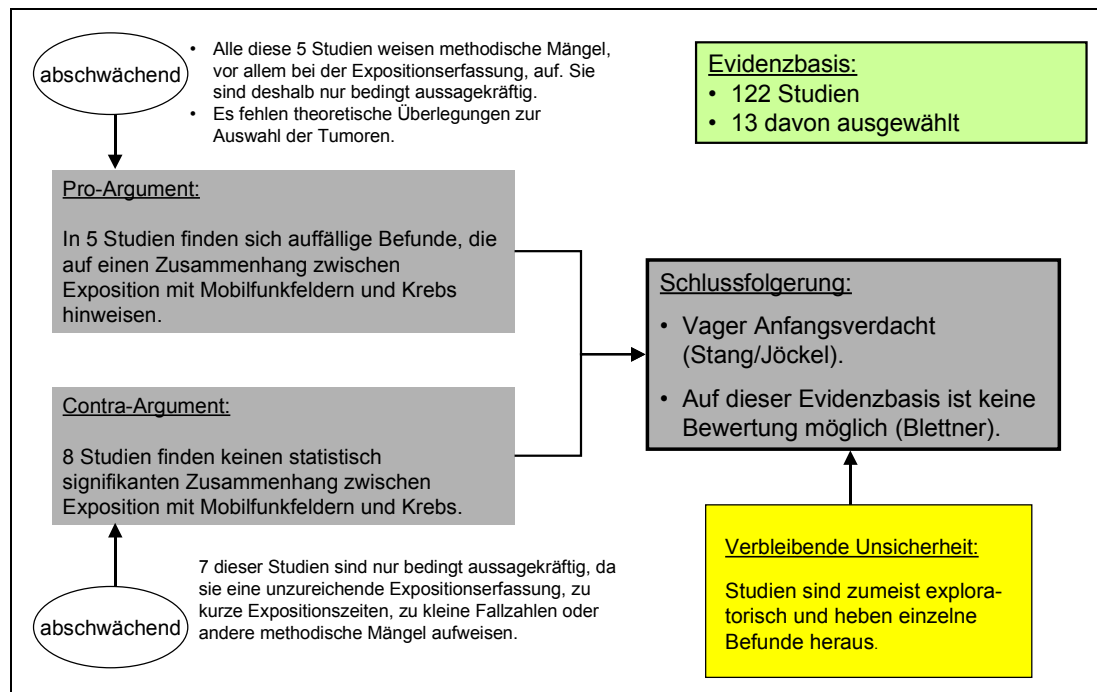 abschwächend
• Alle diese 5 Studien weisen methodische Mängel,
vor allem bei der Expositionserfassung, auf. Sie
sind deshalb nur bedingt aussagekräftig.
• Es fehlen theoretische Überlegungen zur
Auswahl der Tumoren.
Evidenzbasis:
• 122 Studien
• 13 davon ausgewählt
Pro-Argument:
In 5 Studien finden sich auffällige Befunde, die
auf einen Zusammenhang zwischen
Exposition mit Mobilfunkfeldern und Krebs
hinweisen.
Contra-Argument:
8 Studien finden keinen statistisch
signifikanten Zusammenhang zwischen
Exposition mit Mobilfunkfeldern und Krebs.
abschwächend
7 dieser Studien sind nur bedingt aussagekräftig, da
sie eine unzureichende Expositionserfassung, zu
kurze Expositionszeiten, zu kleine Fallzahlen oder
andere methodische Mängel aufweisen.
Schlussfolgerung:
• Vager Anfangsverdacht
(Stang/Jöckel).
• Auf dieser Evidenzbasis ist keine
Bewertung möglich (Blettner).
Verbleibende Unsicherheit:
Studien sind zumeist explora-
torisch und heben einzelne
Befunde heraus.